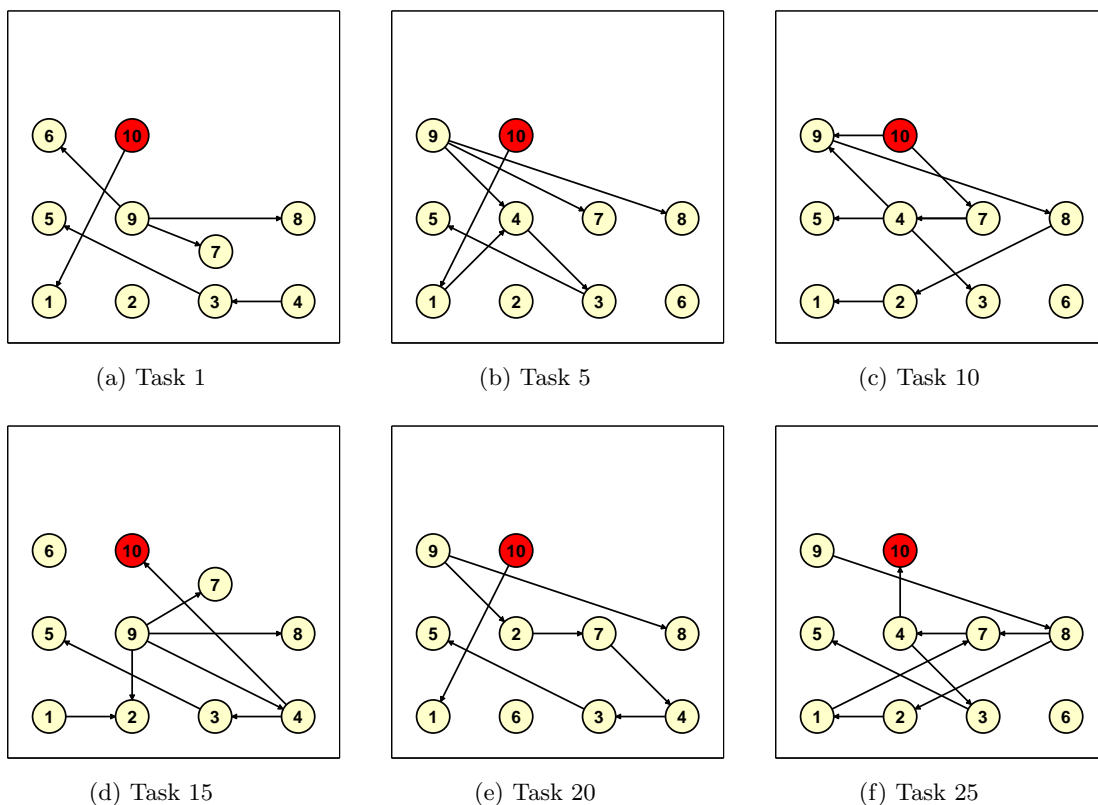 6 10
5 9 8
7
1 2 3 4
(a) Task 1
9 10
5 4 7 8
1 2 3 6
(b) Task 5
9 10
5 4 7 8
1 2 3 6
(c) Task 10
6 10
7
5 9 8
1 2 3 4
(d) Task 15
9 10
5 2 7 8
1 6 3 4
(e) Task 20
9 10
5 4 7 8
1 2 3 6
(f) Task 25